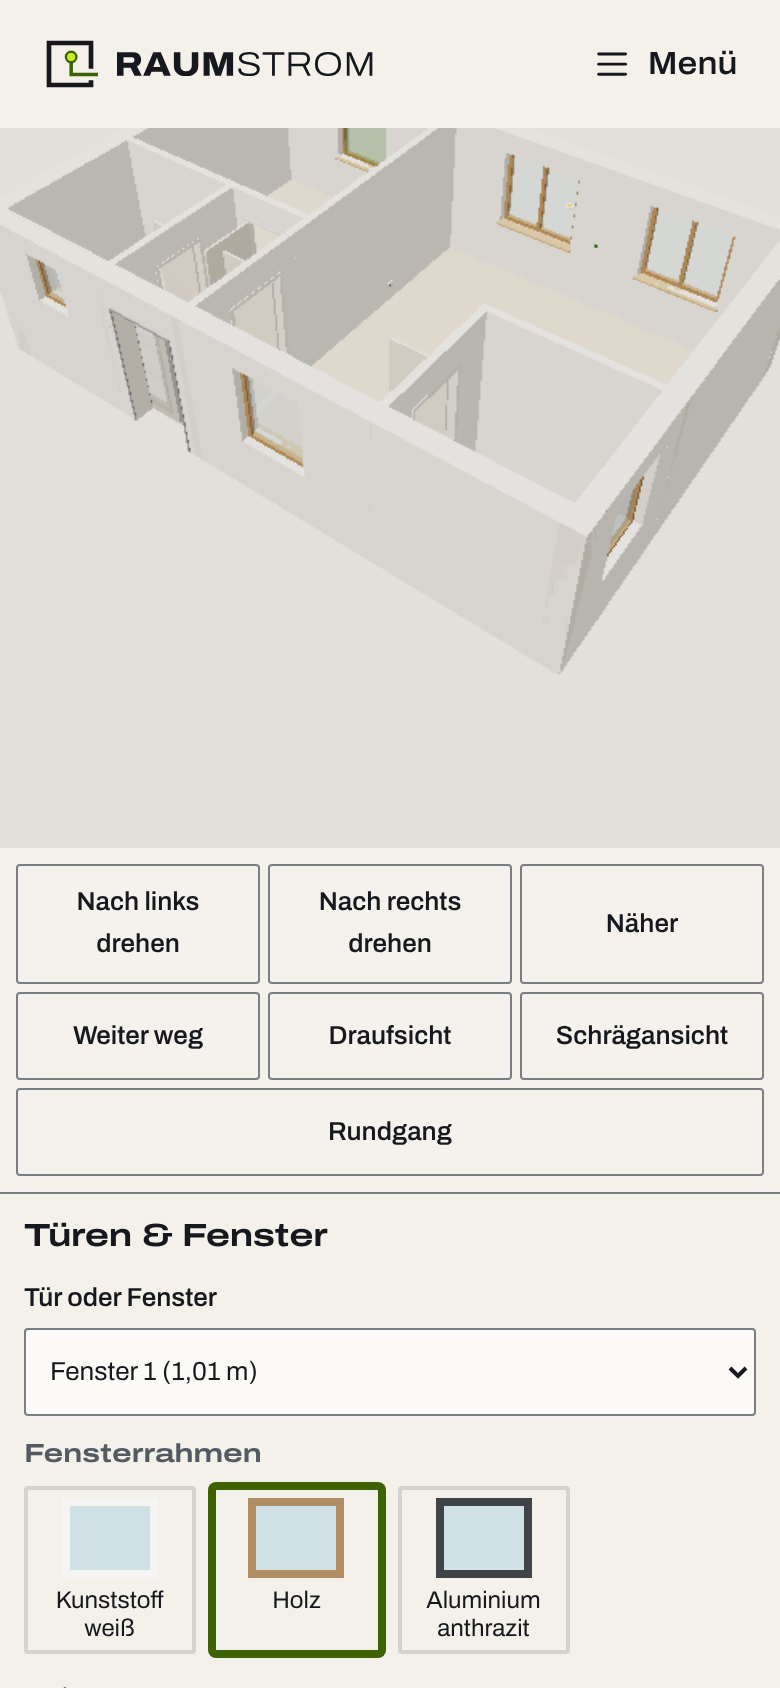 RAUMSTROM
Menü
Nach links
drehen
Nach rechts
drehen
Näher
Weiter weg
Draufsicht
Schrägansicht
Rundgang
Türen & Fenster
Tür oder Fenster
Fenster 1 (1,01 m)
Fensterrahmen
Kunststoff
weiß
Holz
Aluminium
anthrazit